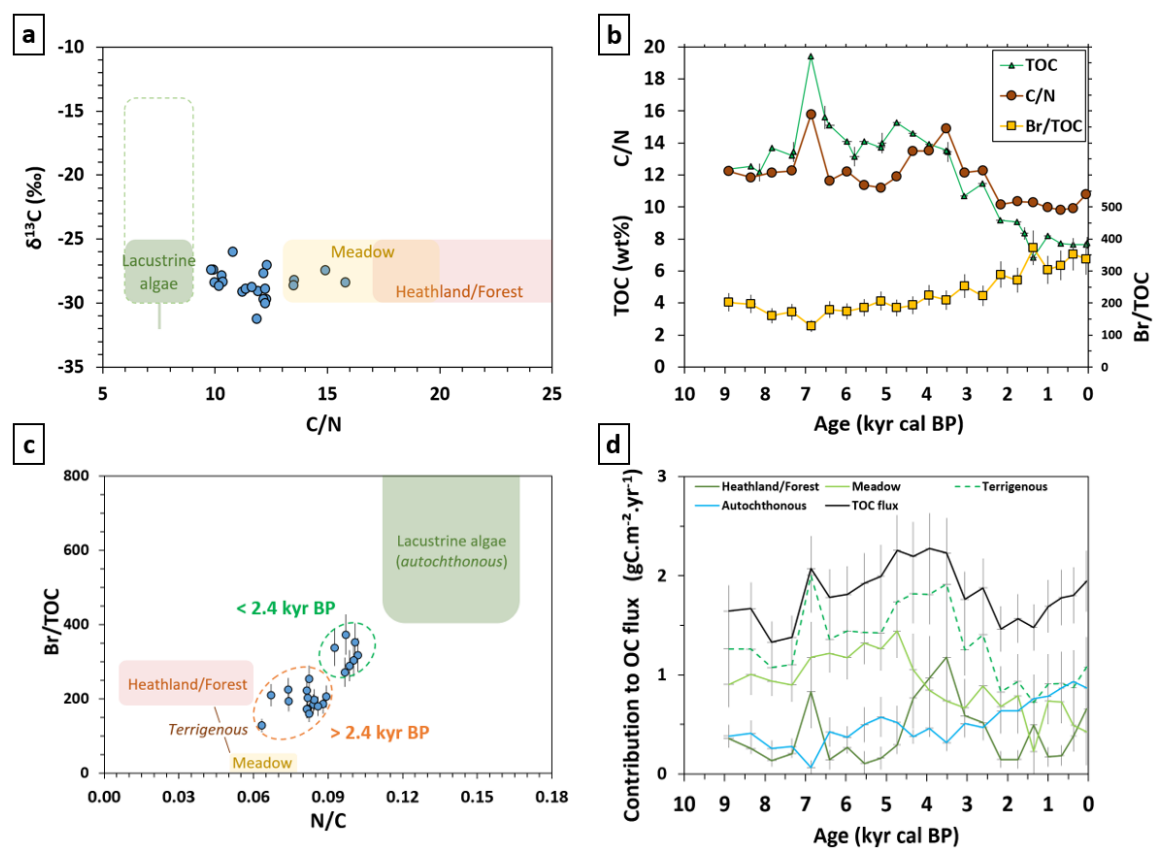 a
-10
-15
-20
-25
-30
-35
δ¹³C (‰)
Lacustrine
algae
Meadow
Heathland/Forest
5
10
15
20
25
C/N
b
20
18
16
14
12
10
8
6
4
2
0
TOC (wt%)
C/N
TOC
C/N
Br/TOC
500
400
300
200
100
0
Br/TOC
10
9
8
7
6
5
4
3
2
1
0
Age (kyr cal BP)
c
800
600
400
200
0
Br/TOC
Lacustrine algae
(autochthonous)
< 2.4 kyr BP
Heathland/Forest
Terrigenous
> 2.4 kyr BP
Meadow
0.00
0.03
0.06
0.09
0.12
0.15
0.18
N/C
d
3
2
1
0
Contribution to OC flux (gC.m⁻².yr⁻¹)
Heathland/Forest
Meadow
Terrigenous
Autochthonous
TOC flux
10
9
8
7
6
5
4
3
2
1
0
Age (kyr cal BP)